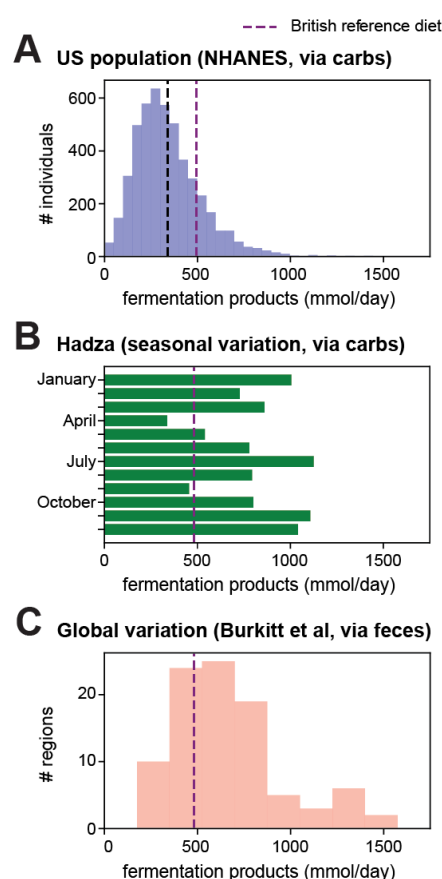 British reference diet
A US population (NHANES, via carbs)
600
400
200
0
# individuals
0 500 1000 1500
fermentation products (mmol/day)
B Hadza (seasonal variation, via carbs)
January
April
July
October
0 500 1000 1500
fermentation products (mmol/day)
C Global variation (Burkitt et al, via feces)
20
10
0
# regions
0 500 1000 1500
fermentation products (mmol/day)